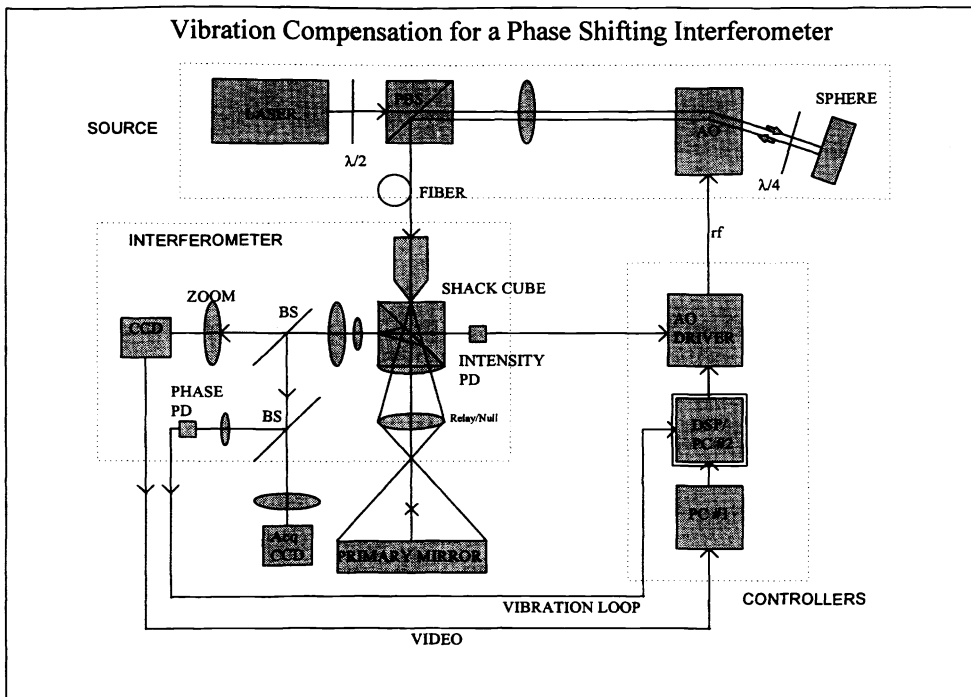 Vibration Compensation for a Phase Shifting Interferometer
SOURCE
LASER
λ/2
PBS
AO
λ/4
SPHERE
FIBER
rf
INTERFEROMETER
SHACK CUBE
ZOOM
BS
CCD
INTENSITY
PD
AO
DRIVER
PHASE
PD
BS
Relay/Null
DSP/
PC #2
PC #1
Acq
CCD
PRIMARY MIRROR
VIBRATION LOOP
CONTROLLERS
VIDEO